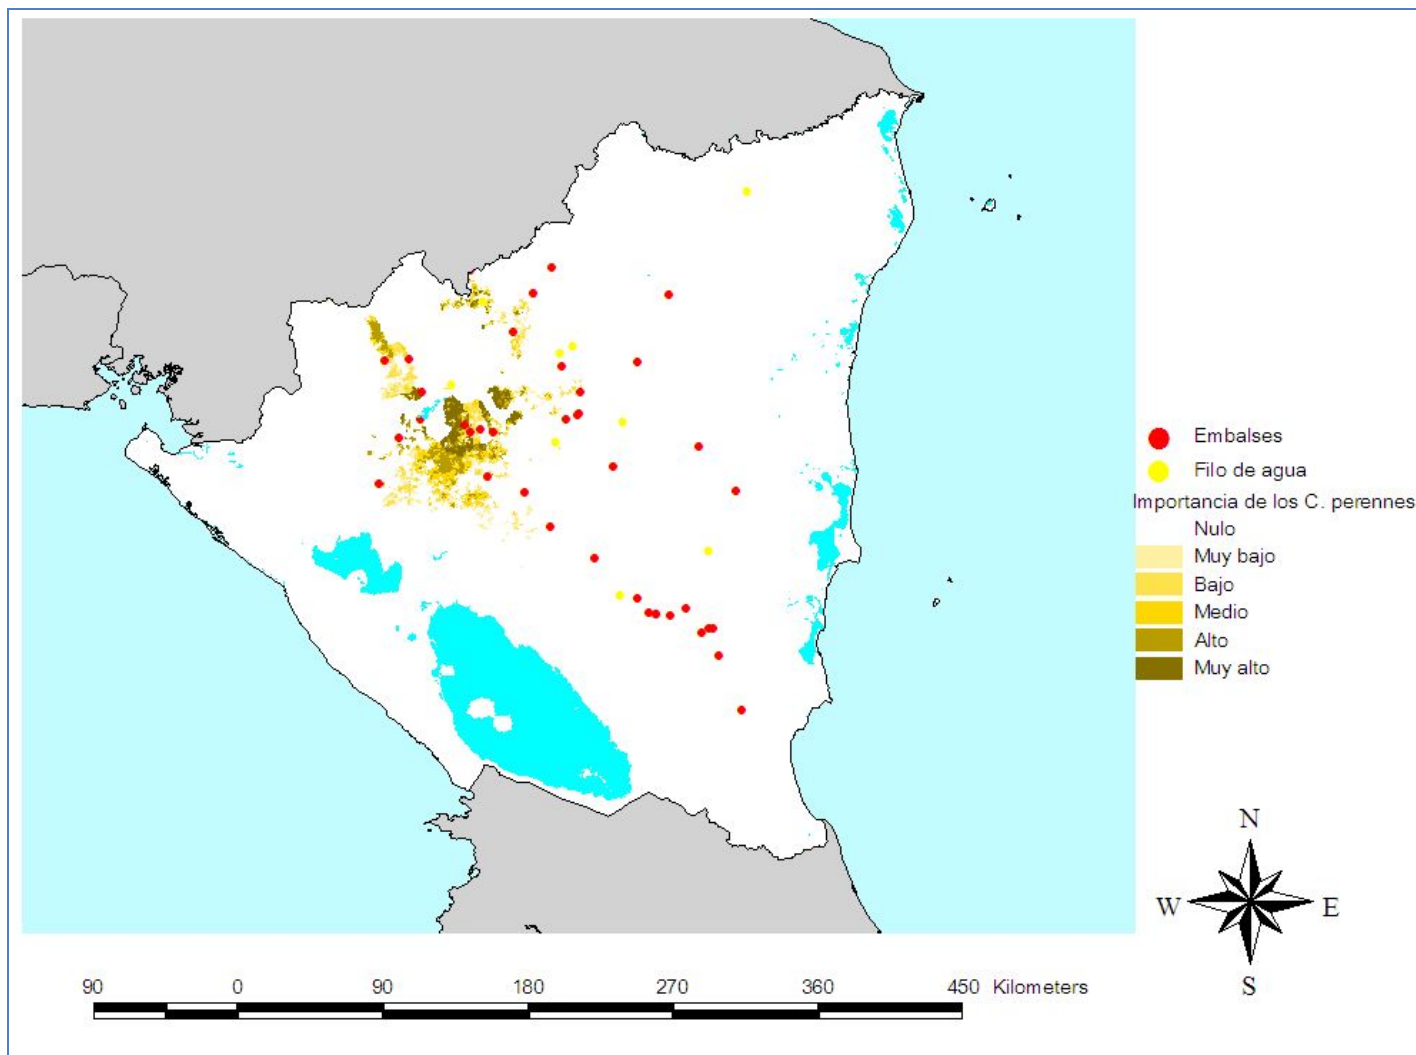 Embalses
Filo de agua
Importancia de los C. perennes
Nulo
Muy bajo
Bajo
Medio
Alto
Muy alto
N
W E
S
90 0 90 180 270 360 450 Kilometers